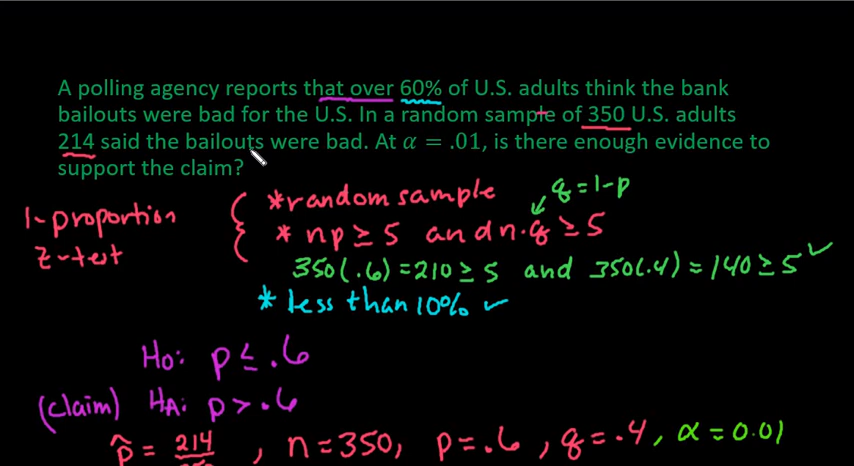 A polling agency reports that over 60% of U.S. adults think the bank
bailouts were bad for the U.S. In a random sample of 350 U.S. adults
214 said the bailouts were bad. At α = .01, is there enough evidence to
support the claim?
q = 1-p
1-proportion
z-test
* random sample
* np ≥ 5 and n·q ≥ 5
350(.6) = 210 ≥ 5 and 350(.4) = 140 ≥ 5 ✓
* less than 10% ✓
Ho: p ≤ .6
(Claim) HA: p > .6
p̂ = 214 , n = 350, p = .6 , q = .4, α = 0.01